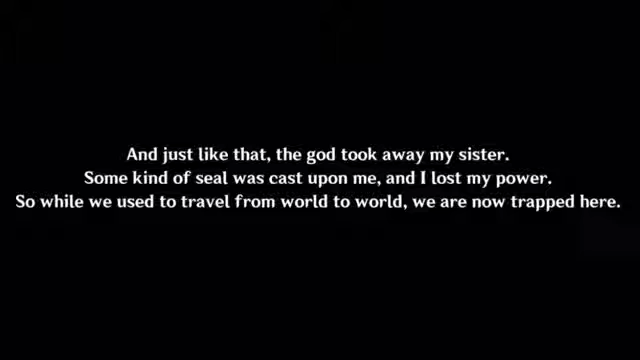 And just like that, the god took away my sister.
Some kind of seal was cast upon me, and I lost my power.
So while we used to travel from world to world, we are now trapped here.